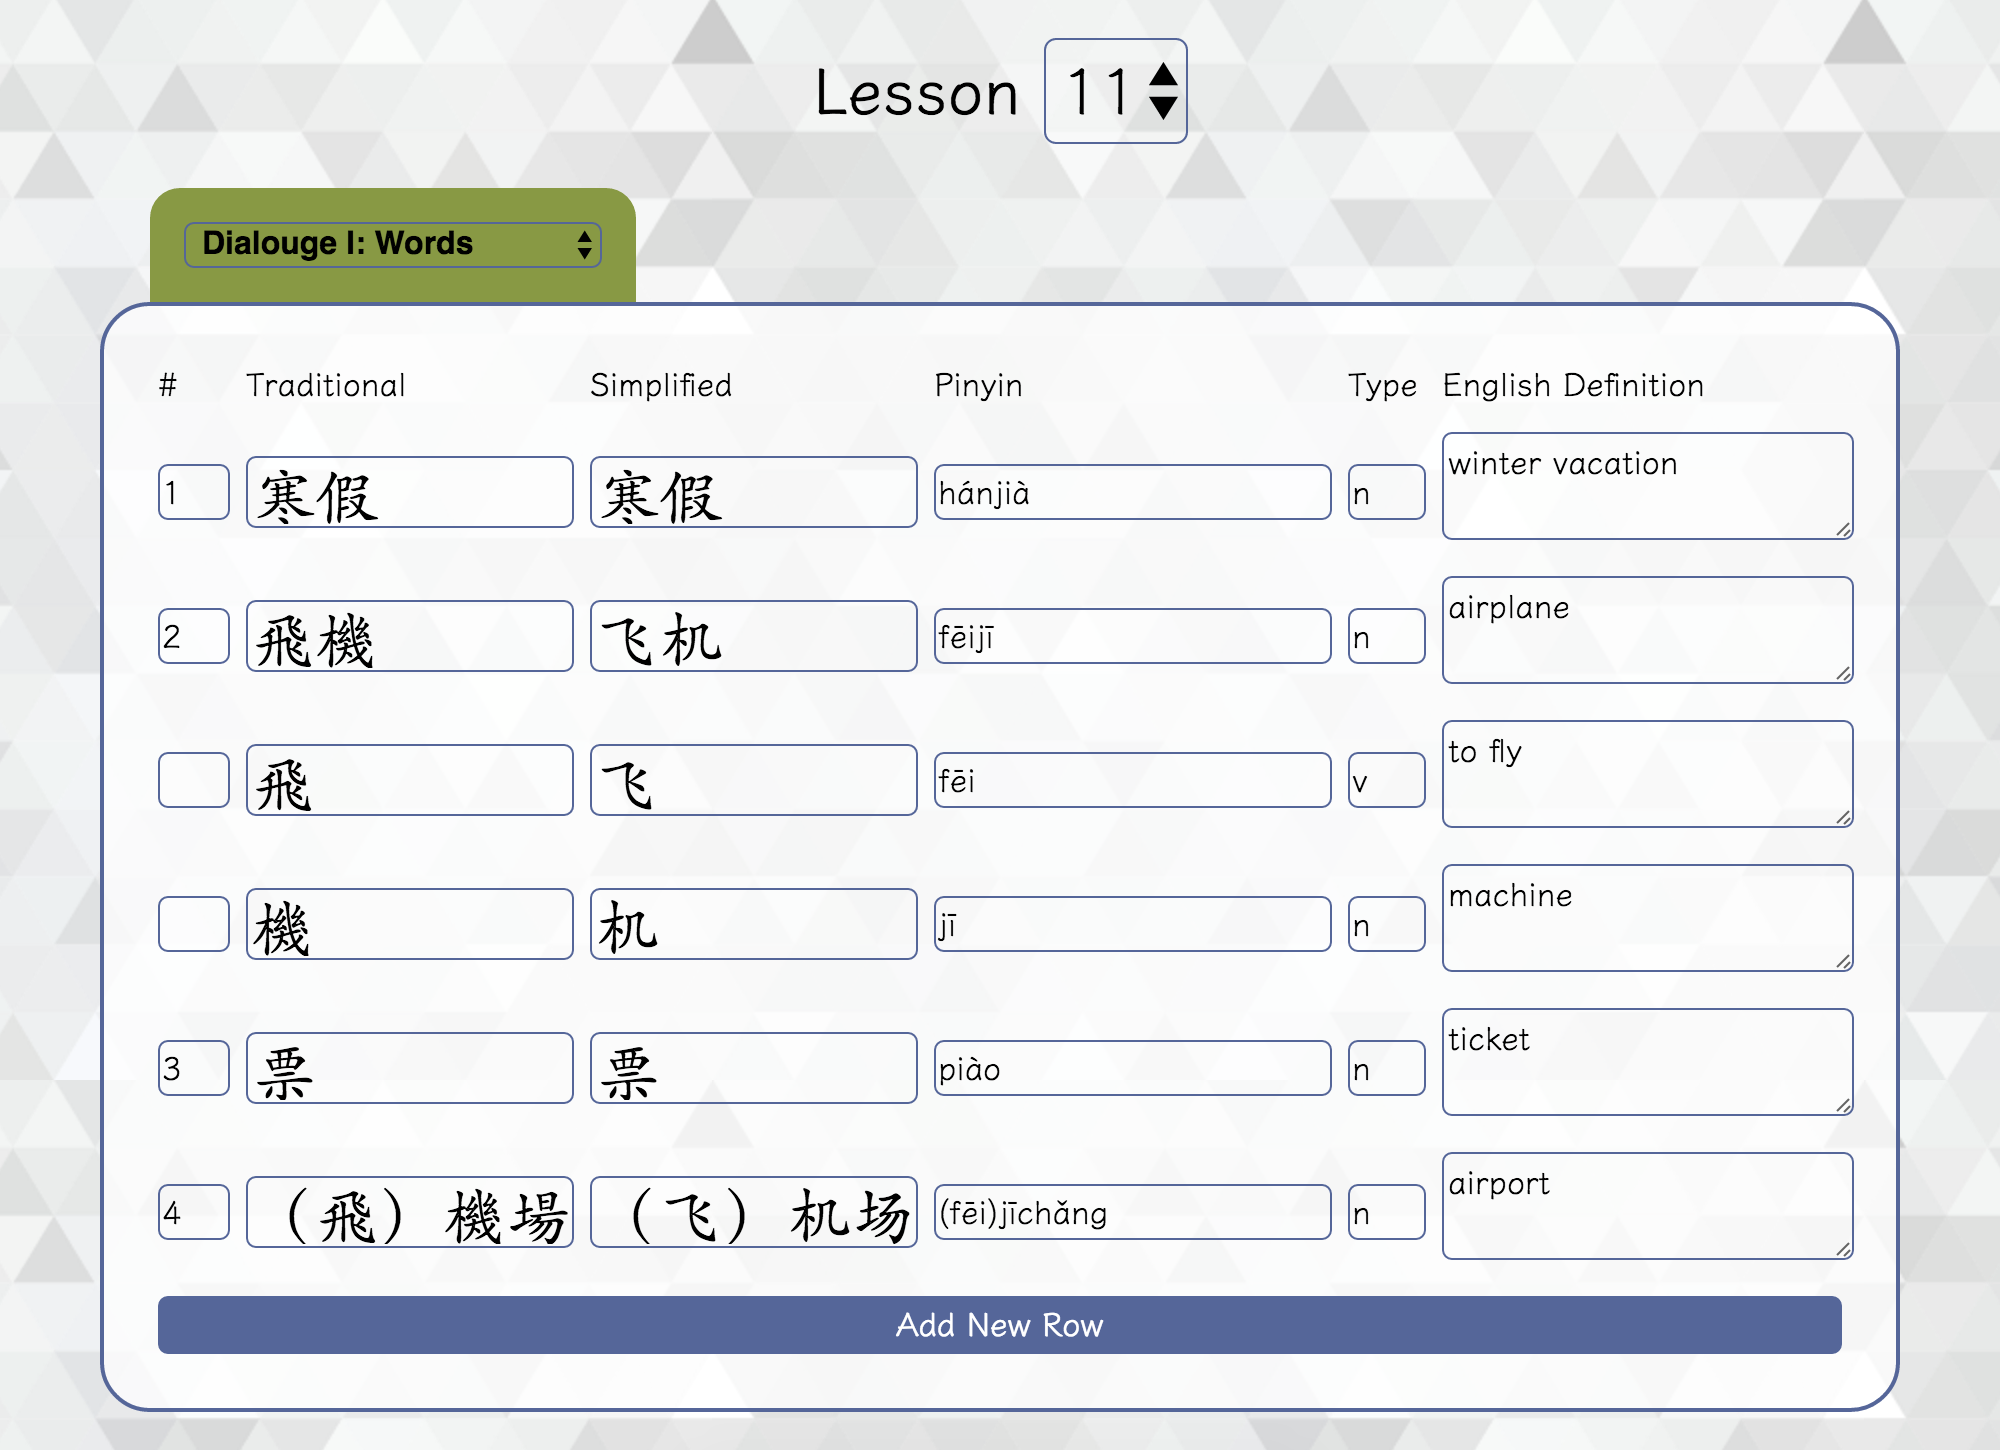 Lesson 11
Dialouge I: Words
# Traditional Simplified Pinyin Type English Definition
1 寒假 寒假 hánjià n winter vacation
2 飛機 飞机 fēijī n airplane
飛 飞 fēi v to fly
機 机 jī n machine
3 票 票 piào n ticket
4 （飛）機場 （飞）机场 (fēi)jīchǎng n airport
Add New Row